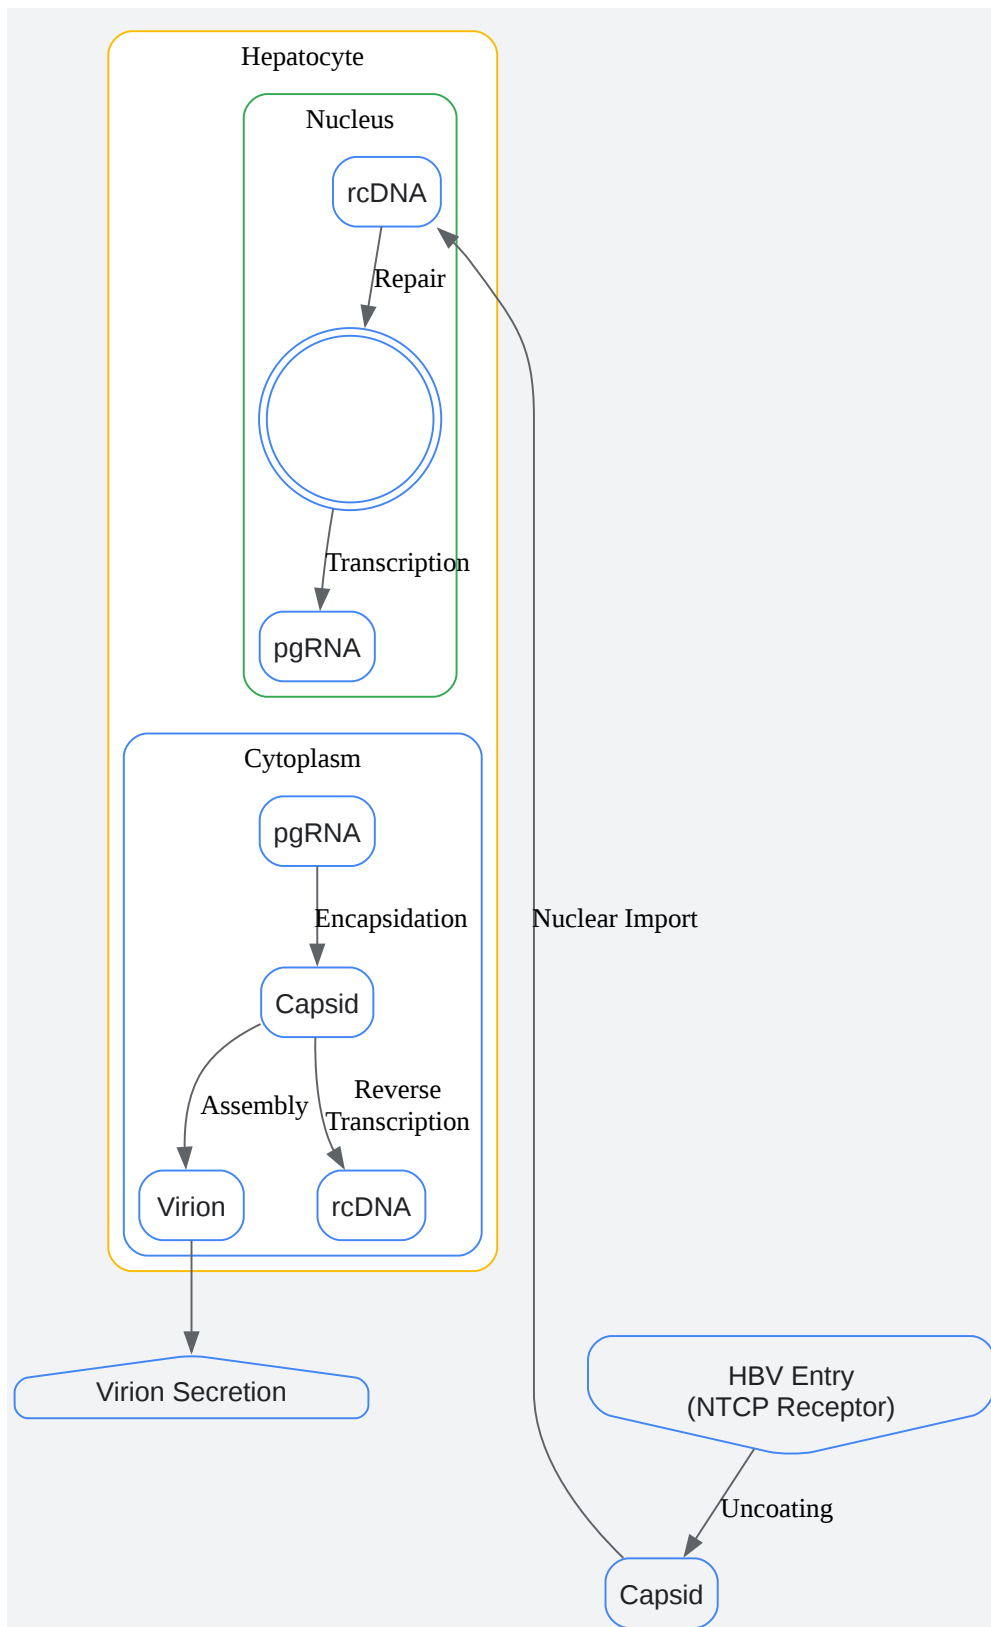 Hepatocyte
Nucleus
rcDNA
Repair
Transcription
pgRNA
Cytoplasm
pgRNA
Encapsidation
Nuclear Import
Capsid
Reverse
Transcription
Assembly
Virion
rcDNA
Virion Secretion
HBV Entry
(NTCP Receptor)
Uncoating
Capsid